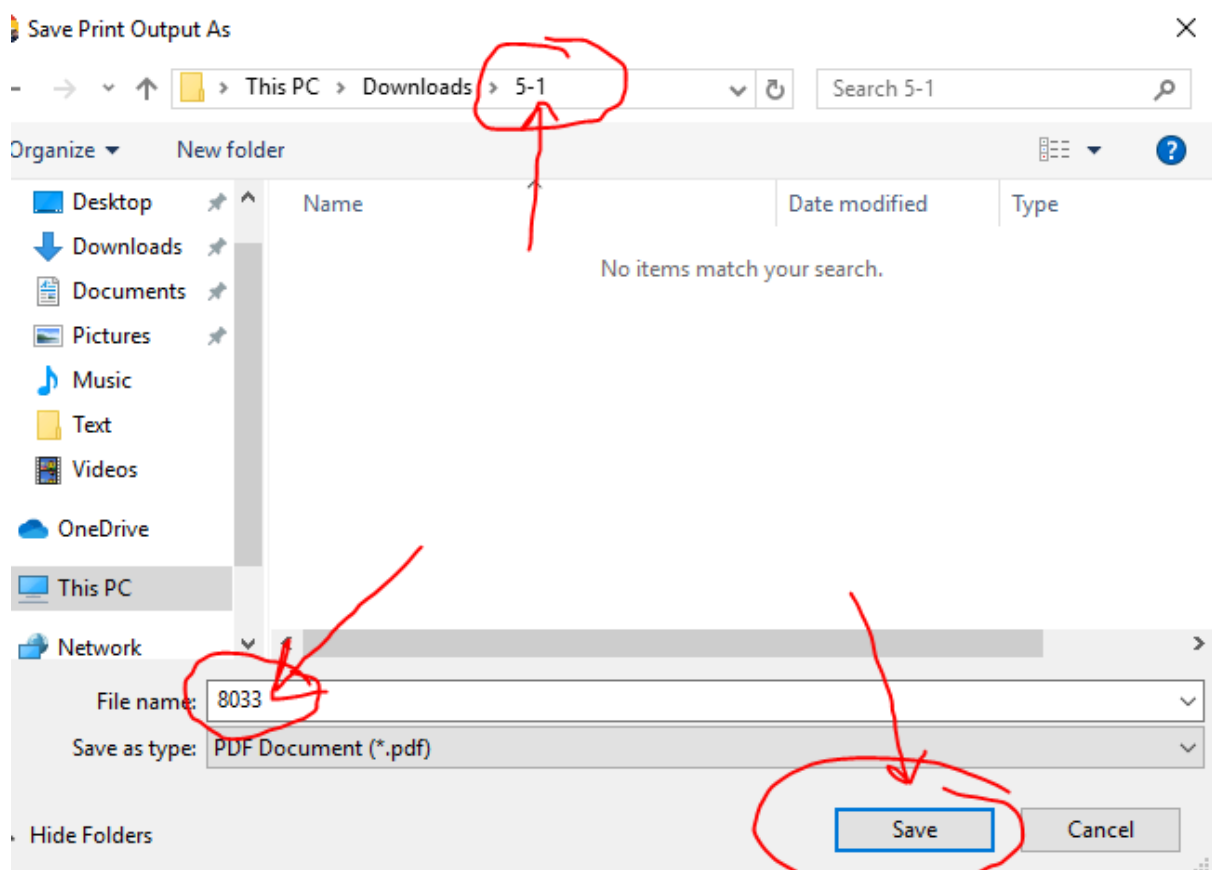 Save Print Output As
This PC > Downloads > 5-1
Search 5-1
Organize
New folder
?
Name
Date modified
Type
Desktop
Downloads
Documents
Pictures
Music
Text
Videos
OneDrive
This PC
Network
No items match your search.
File name: 8033
Save as type: PDF Document (*.pdf)
Hide Folders
Save
Cancel